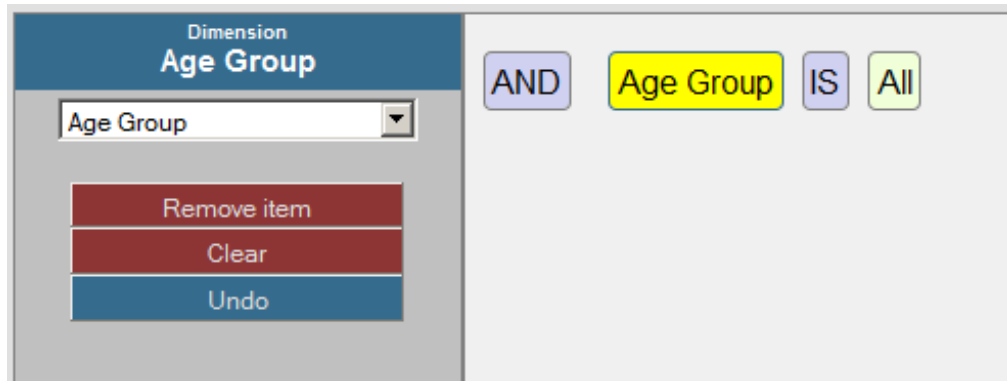 Dimension
Age Group
Age Group
Remove item
Clear
Undo
AND Age Group IS All